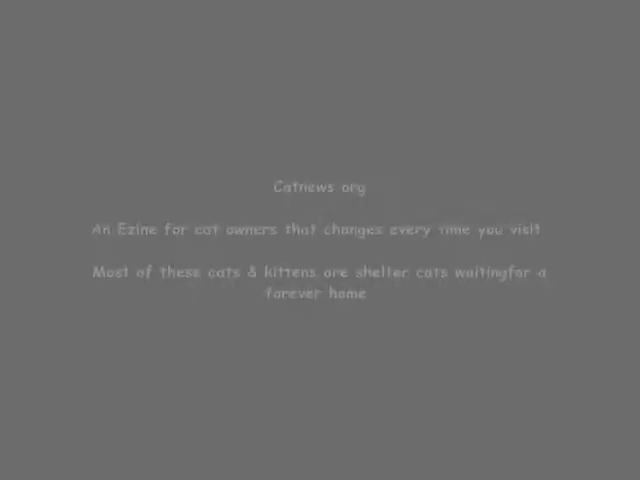 Catnews org
An Ezine for cat owners that changes every time you visit
Most of these cats & kittens are shelter cats waitingfor a
forever home